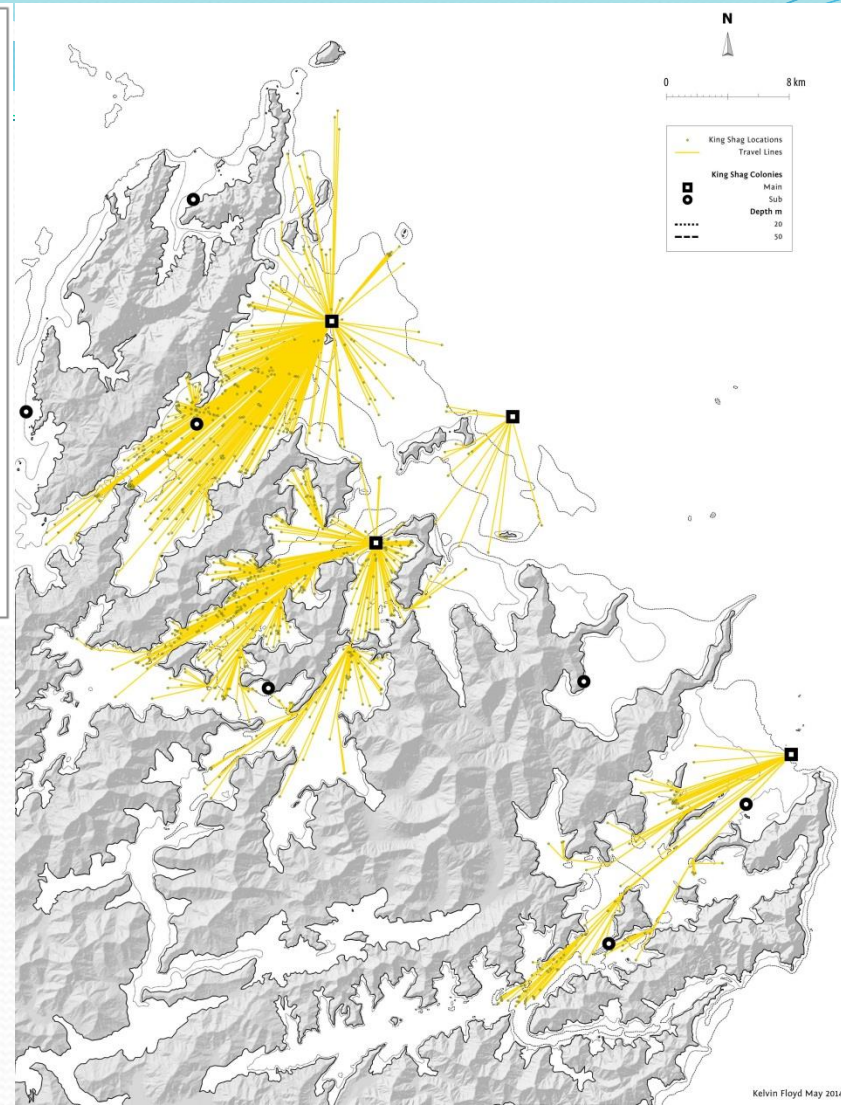 N
0 8 km
King Shag Locations
Travel Lines
King Shag Colonies
Main
Sub
Depth m
20
50
Kelvin Floyd May 2014